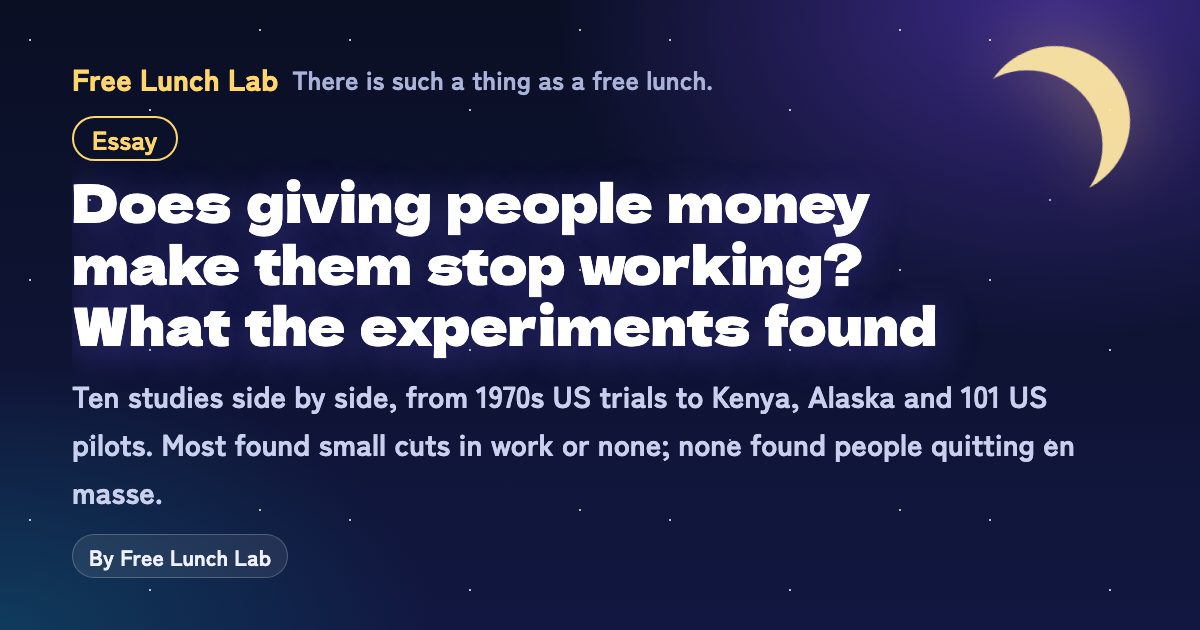 Free Lunch Lab There is such a thing as a free lunch.
Essay
Does giving people money
make them stop working?
What the experiments found
Ten studies side by side, from 1970s US trials to Kenya, Alaska and 101 US
pilots. Most found small cuts in work or none; none found people quitting en
masse.
By Free Lunch Lab